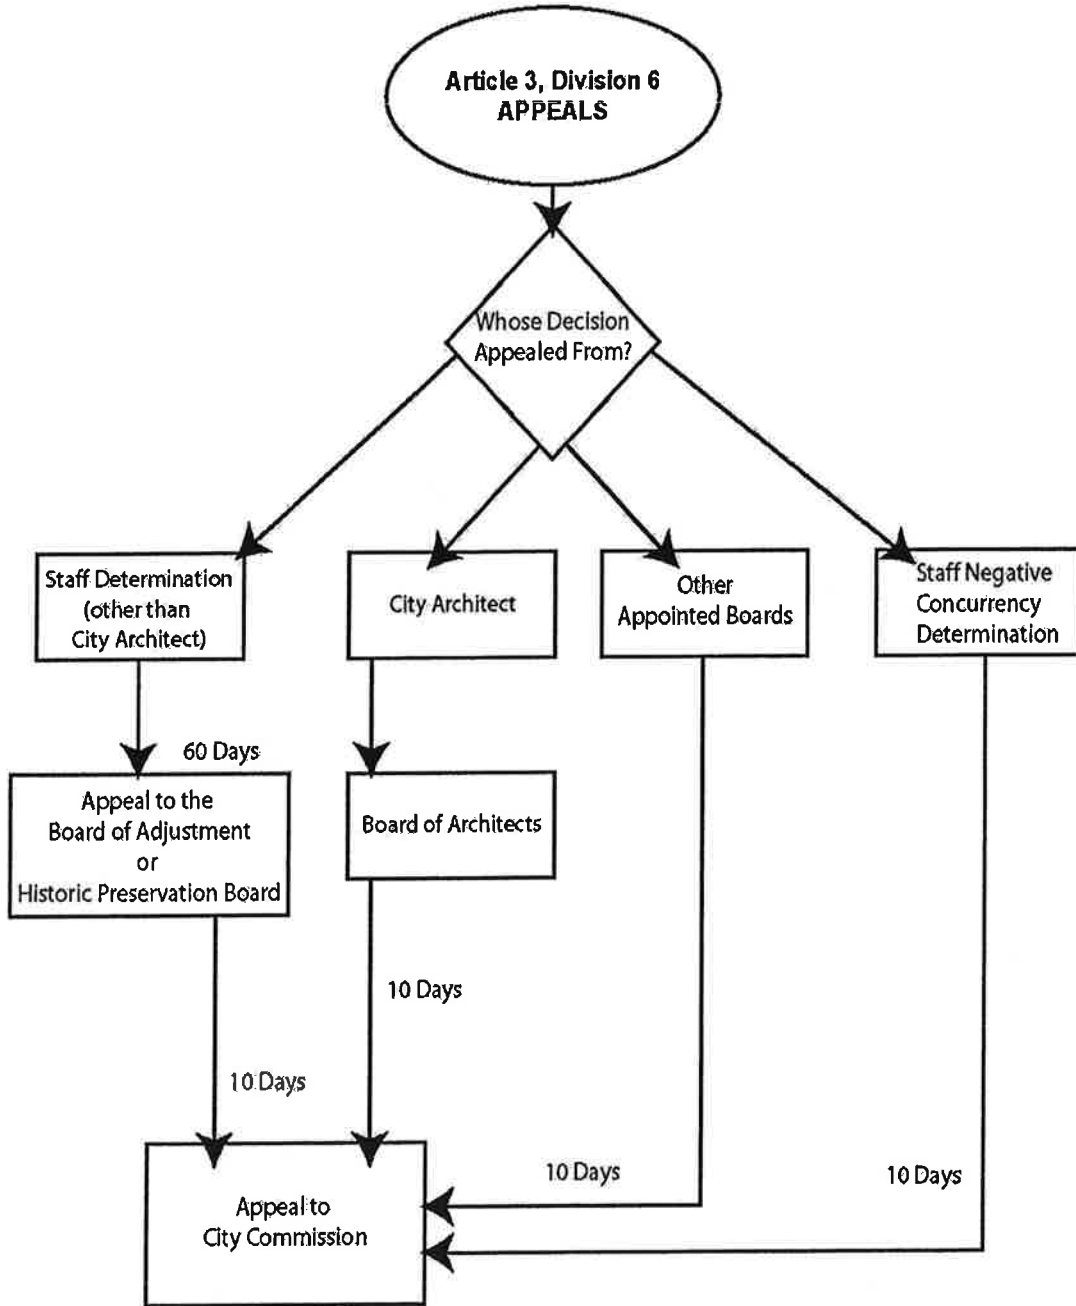 Article 3, Division 6
APPEALS
Whose Decision
Appealed From?
Staff Determination
(other than
City Architect)
City Architect
Other
Appointed Boards
Staff Negative
Concurrency
Determination
60 Days
Appeal to the
Board of Adjustment
or
Historic Preservation Board
Board of Architects
10 Days
10 Days
10 Days
10 Days
Appeal to
City Commission